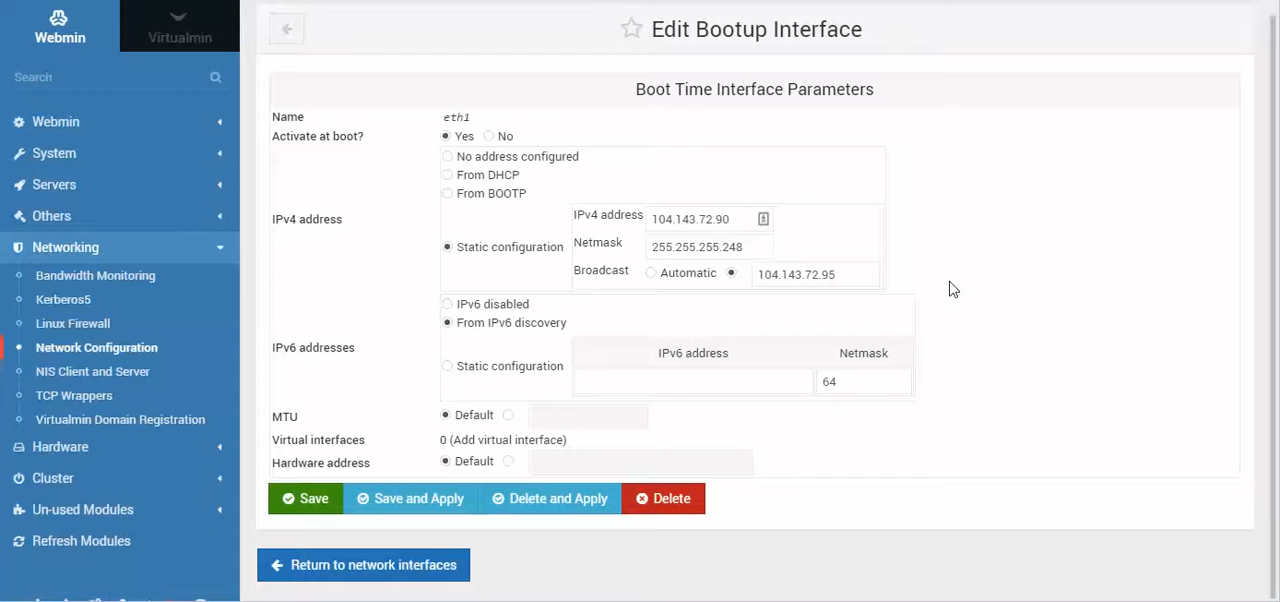 Webmin
Virtualmin
Search
Webmin
System
Servers
Others
Networking
Bandwidth Monitoring
Kerberos5
Linux Firewall
Network Configuration
NIS Client and Server
TCP Wrappers
Virtualmin Domain Registration
Hardware
Cluster
Un-used Modules
Refresh Modules
Edit Bootup Interface
Boot Time Interface Parameters
Name eth1
Activate at boot? Yes No
IPv4 address
No address configured
From DHCP
From BOOTP
Static configuration
IPv4 address 104.143.72.90
Netmask 255.255.255.248
Broadcast Automatic 104.143.72.95
IPv6 addresses
IPv6 disabled
From IPv6 discovery
Static configuration
IPv6 address Netmask
64
MTU Default
Virtual interfaces 0 (Add virtual interface)
Hardware address Default
Save Save and Apply Delete and Apply Delete
Return to network interfaces